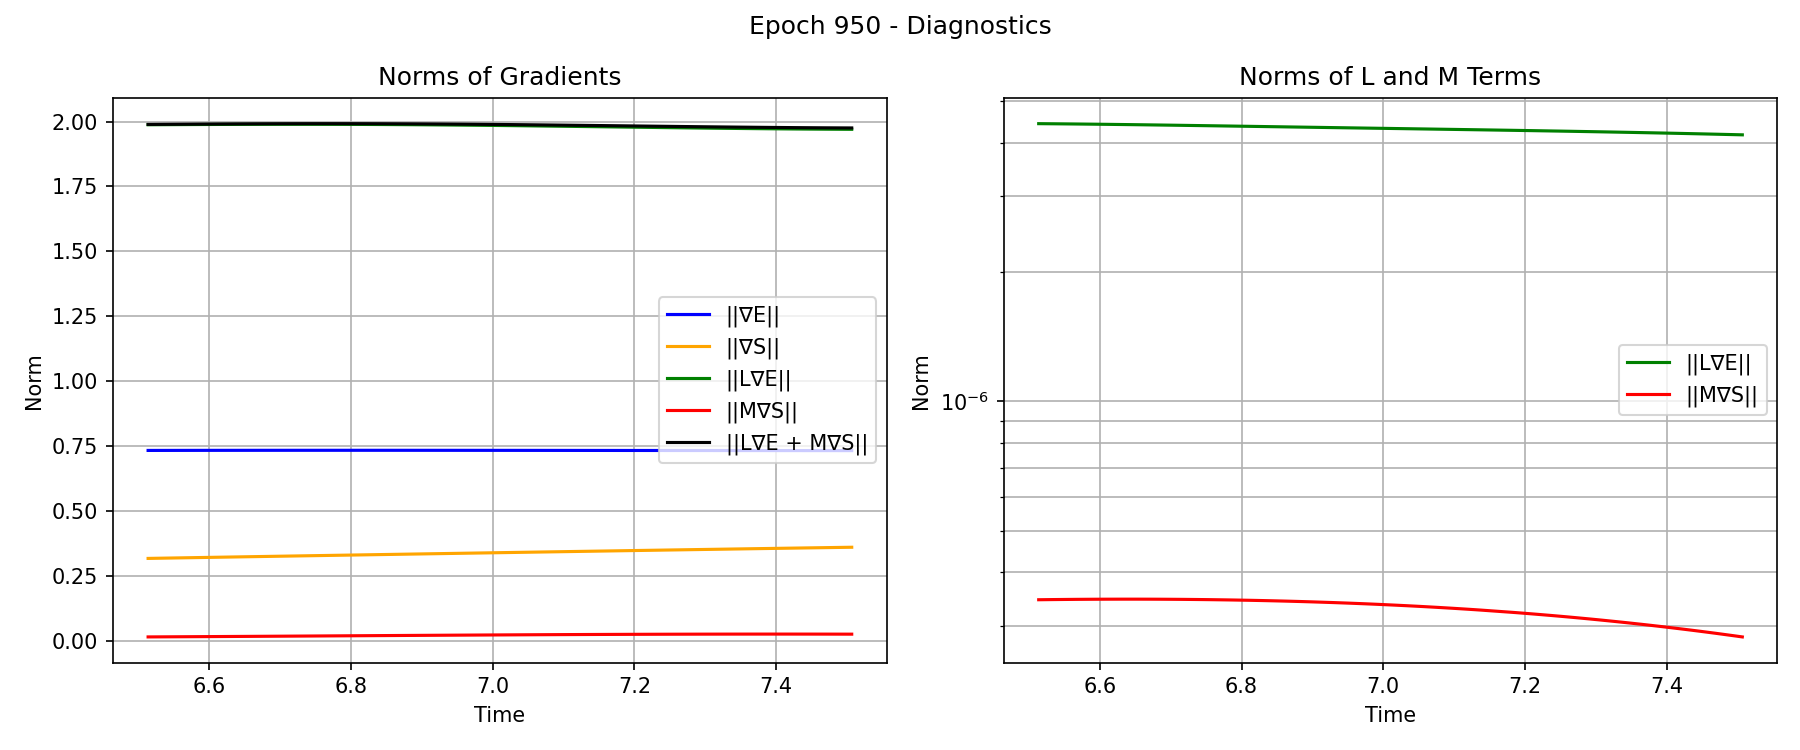 Epoch 950 - Diagnostics
Norms of Gradients
Norm
2.00
1.75
1.50
1.25
1.00
0.75
0.50
0.25
0.00
||∇E||
||∇S||
||L∇E||
||M∇S||
||L∇E + M∇S||
6.6 6.8 7.0 7.2 7.4
Time
Norms of L and M Terms
Norm
10⁻⁶
||L∇E||
||M∇S||
6.6 6.8 7.0 7.2 7.4
Time